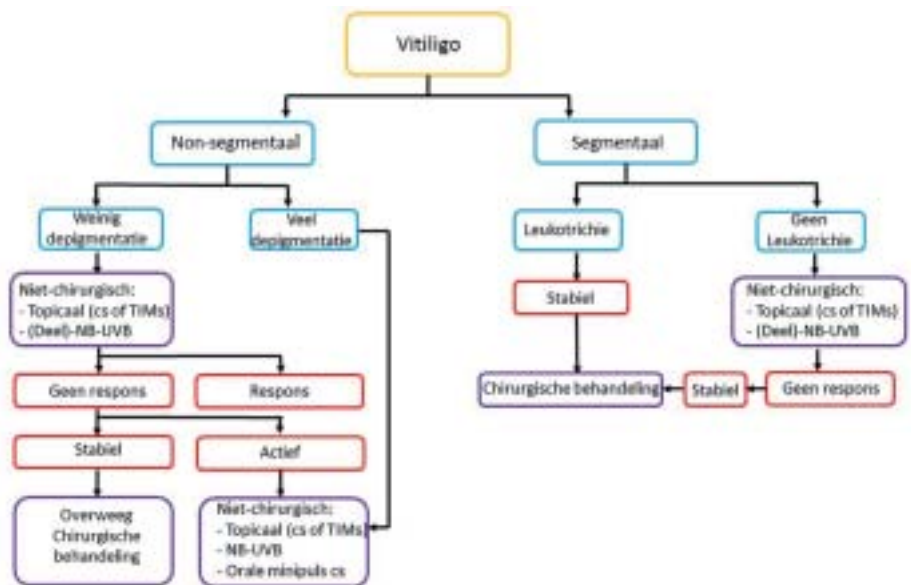 Vitiligo
Non-segmentaal
Segmentaal
Weinig
depigmentatie
Veel
depigmentatie
Leukotrichie
Geen
Leukotrichie
Niet-chirurgisch:
- Topicaal (cs of TIMs)
- (Deel)-NB-UVB
Stabiel
Niet-chirurgisch:
- Topicaal (cs of TIMs)
- (Deel)-NB-UVB
Geen respons
Respons
Chirurgische behandeling
Stabiel
Geen respons
Stabiel
Actief
Overweeg
Chirurgische
behandeling
Niet-chirurgisch:
- Topicaal (cs of TIMs)
- NB-UVB
- Orale minipuls cs